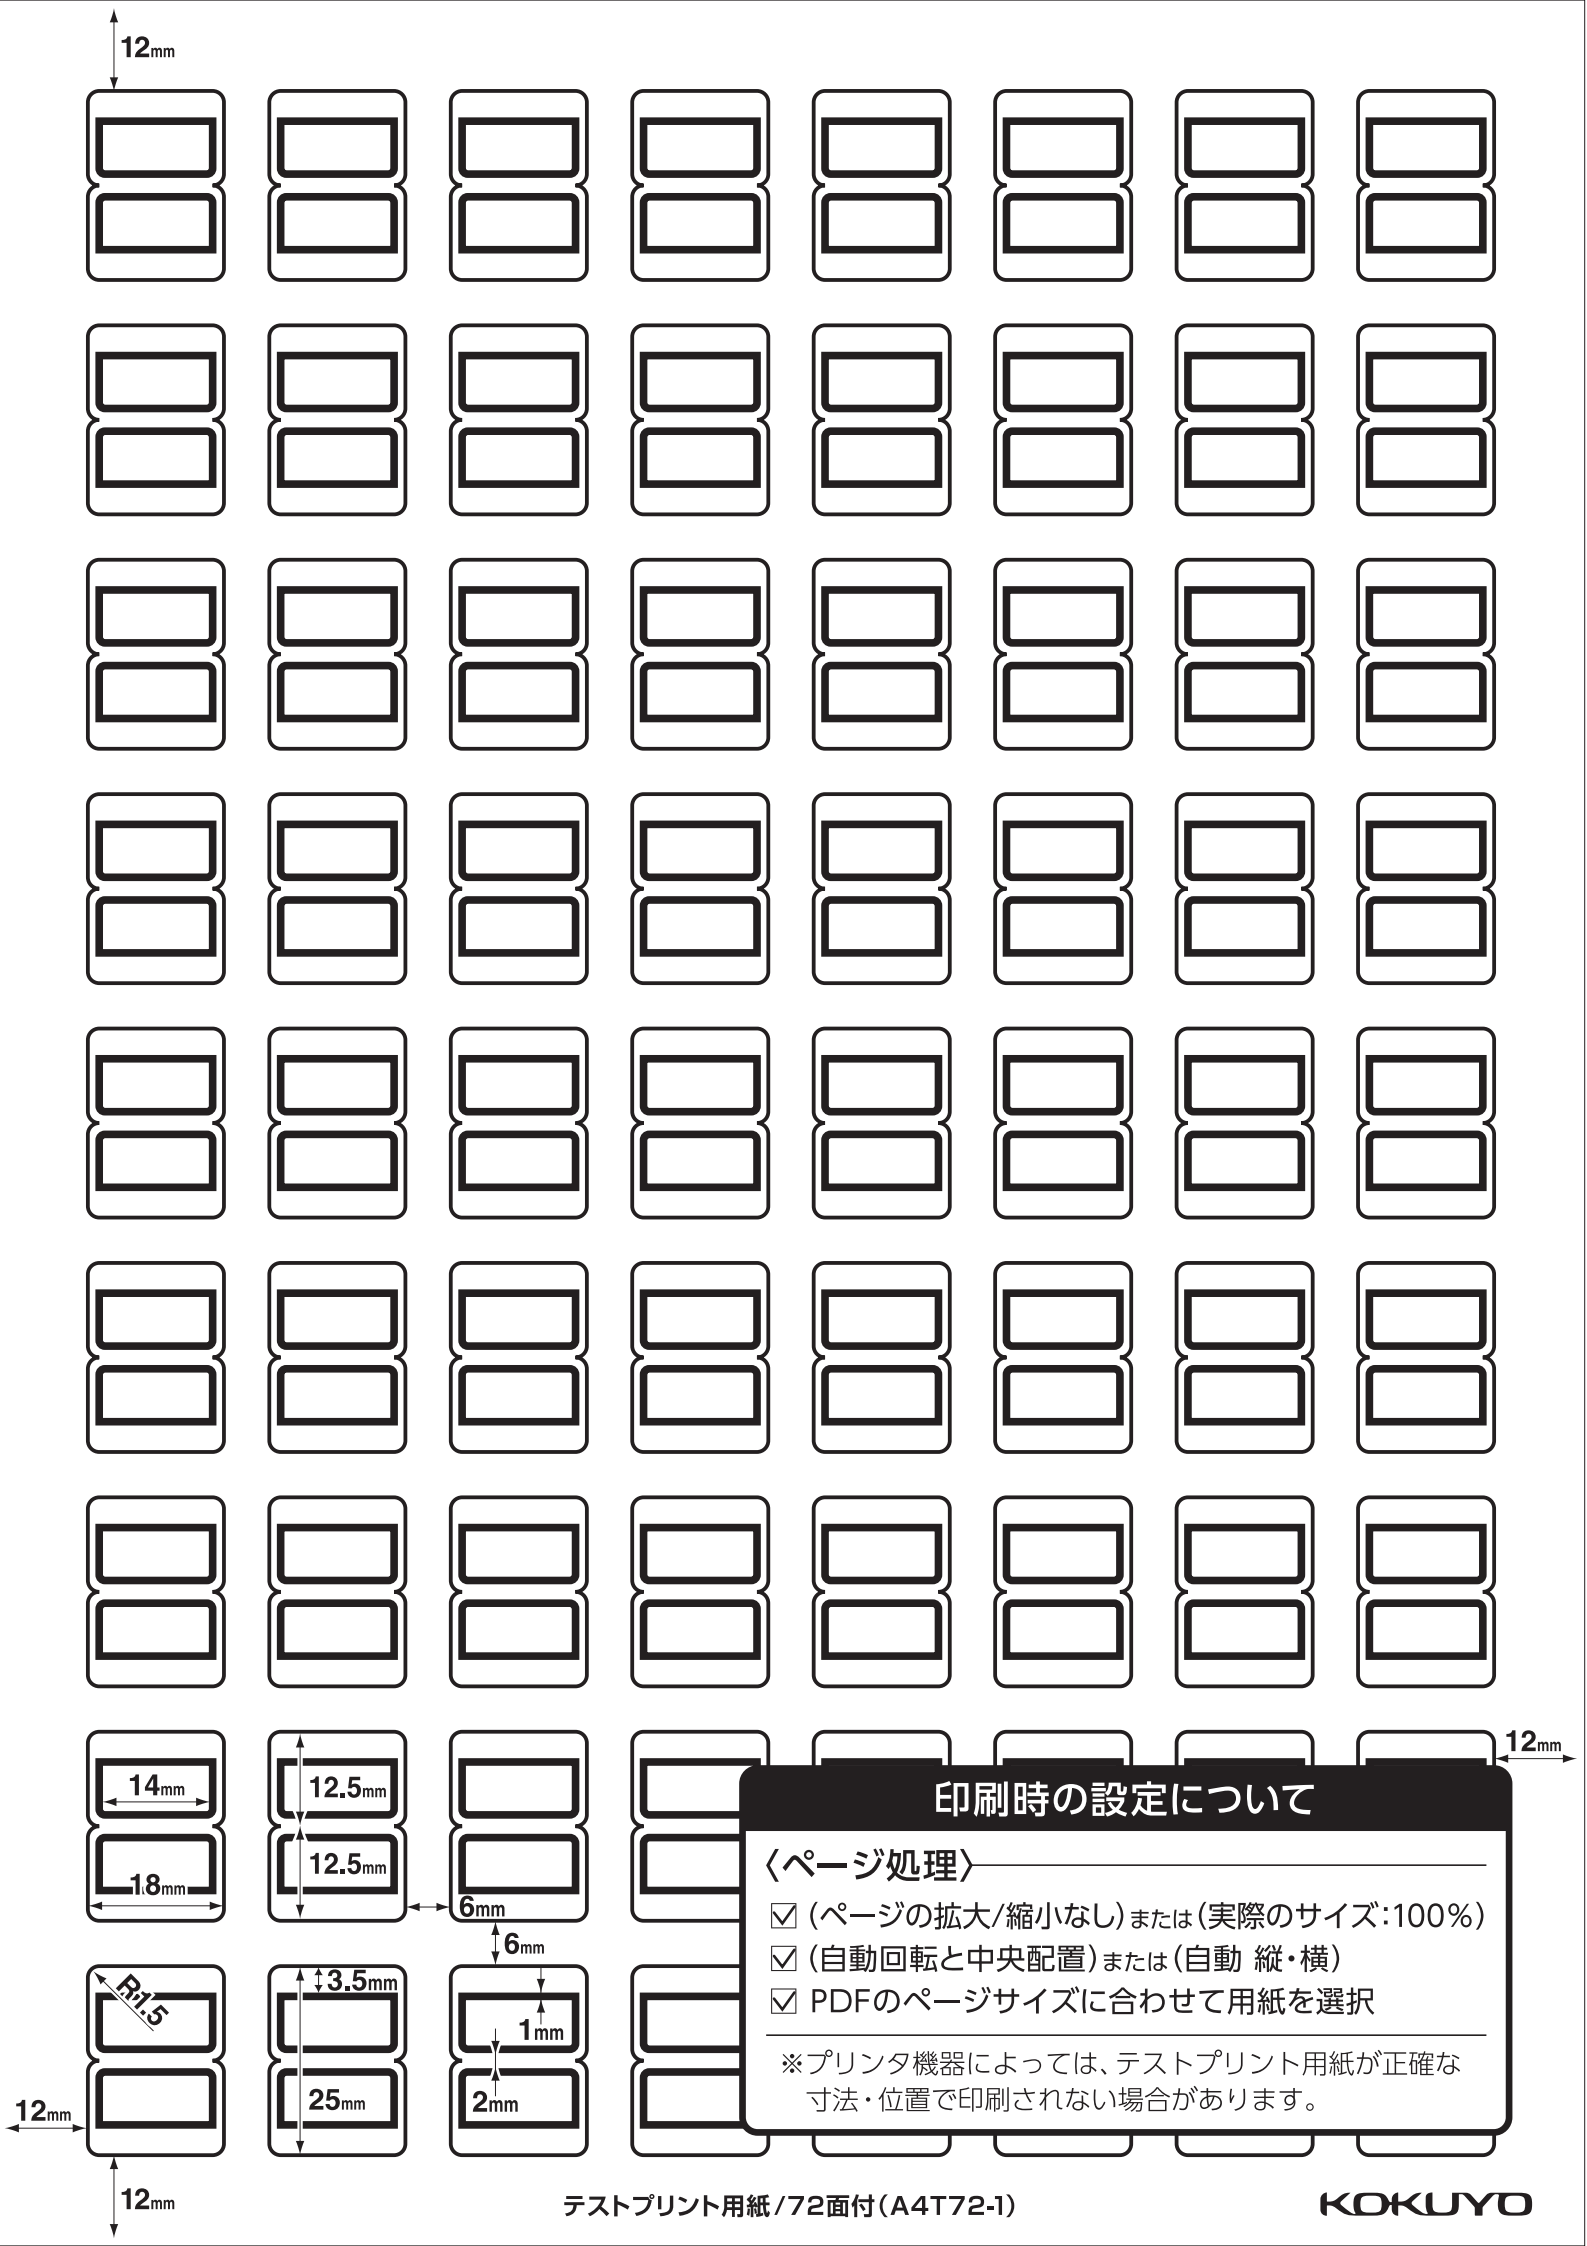 12mm
12mm
14mm
12.5mm
印刷時の設定について
〈ページ処理〉
12.5mm
18mm
6mm
☑(ページの拡大/縮小なし)または(実際のサイズ:100%)
6mm
☑(自動回転と中央配置)または(自動 縦・横)
R1.5
3.5mm
☑ PDFのページサイズに合わせて用紙を選択
1mm
※プリンタ機器によっては、テストプリント用紙が正確な
寸法・位置で印刷されない場合があります。
25mm
2mm
12mm
12mm
テストプリント用紙/72面付(A4T72-1)
KOKUYO